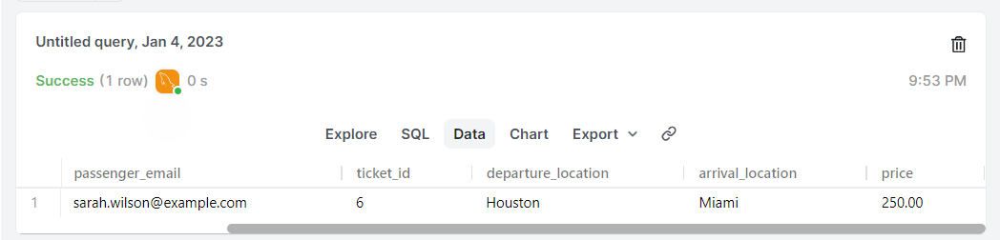 Untitled query, Jan 4, 2023
Success (1 row) 0 s 9:53 PM
Explore SQL Data Chart Export
passenger_email ticket_id departure_location arrival_location price
1 sarah.wilson@example.com 6 Houston Miami 250.00